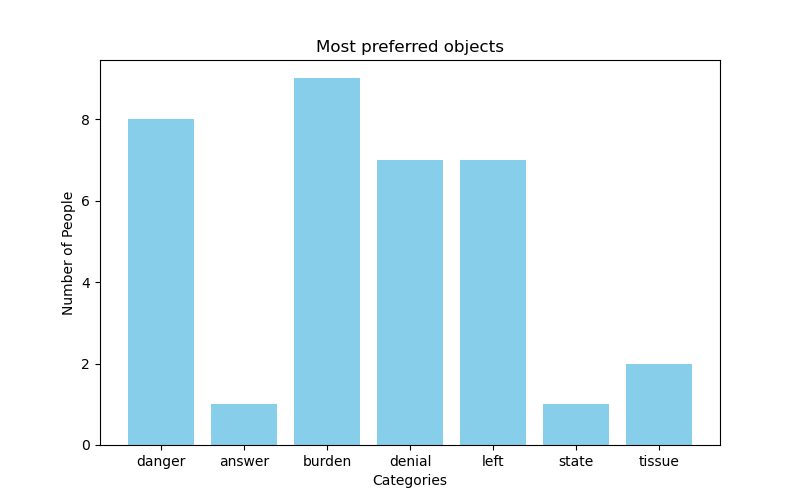 Most preferred objects
8
6
4
2
0
Number of People
danger answer burden denial left state tissue
Categories